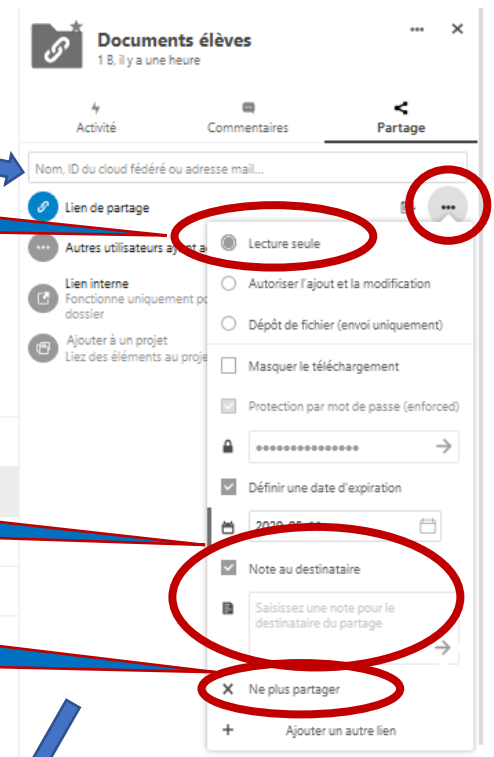 Documents élèves
1 B, il y a une heure
Activité
Commentaires
Partage
Nom, ID du cloud fédéré ou adresse mail...
Lien de partage
Lecture seule
Autres utilisateurs ayant a
Autoriser l'ajout et la modification
Lien interne
Fonctionne uniquement po
dossier
Dépôt de fichier (envoi uniquement)
Ajouter à un projet
Liez des éléments au proje
Masquer le téléchargement
Protection par mot de passe (enforced)
Définir une date d'expiration
Note au destinataire
Saisissez une note pour le
destinataire du partage
Ne plus partager
Ajouter un autre lien